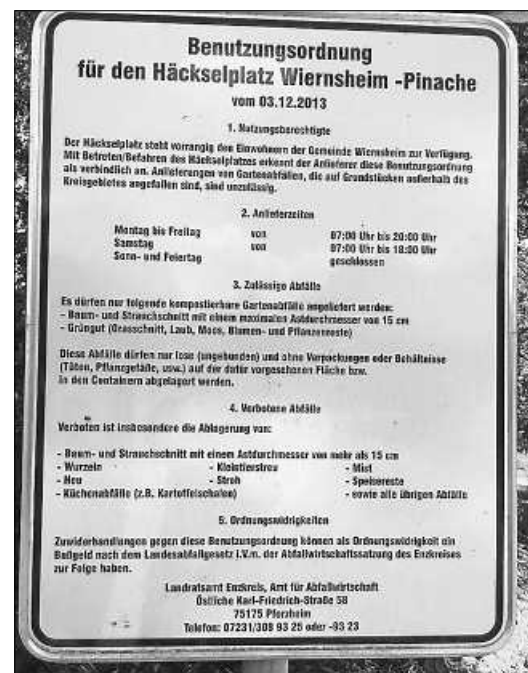 Benutzungsordnung
für den Häckselplatz Wiernsheim -Pinache
vom 03.12.2013
1. Nutzungsberechtigte
Der Häckselplatz steht vorrangig den Einwohnern der Gemeinde Wiernsheim zur Verfügung.
Mit Betreten/Befahren des Häckselplatzes erkennt der Anlieferer diese Benutzungsordnung
als verbindlich an. Anlieferungen von Gartenabfällen, die auf Grundstücken außerhalb des
Kreisgebietes angefallen sind, sind unzulässig.
2. Anlieferzeiten
Montag bis Freitag von 07:00 Uhr bis 20:00 Uhr
Samstag von 07:00 Uhr bis 18:00 Uhr
Sonn- und Feiertag geschlossen
3. Zulässige Abfälle
Es dürfen nur folgende kompostierbare Gartenabfälle angeliefert werden:
- Baum- und Strauchschnitt mit einem maximalen Astdurchmesser von 15 cm
- Grüngut (Grasschnitt, Laub, Moos, Blumen- und Pflanzenreste)
Diese Abfälle dürfen nur lose (ungebunden) und ohne Verpackungen oder Behältnisse
(Tüten, Pflanzgefäße, usw.) auf der dafür vorgesehenen Fläche bzw.
in den Containern abgelagert werden.
4. Verbotene Abfälle
Verboten ist insbesondere die Ablagerung von:
- Baum- und Strauchschnitt mit einem Astdurchmesser von mehr als 15 cm
- Wurzeln - Kleintierstreu - Mist
- Heu - Stroh - Speisereste
- Küchenabfälle (z.B. Kartoffelschalen) - sowie alle übrigen Abfälle
5. Ordnungswidrigkeiten
Zuwiderhandlungen gegen diese Benutzungsordnung können als Ordnungswidrigkeit ein
Bußgeld nach dem Landesabfallgesetz i.V.m. der Abfallwirtschaftssatzung des Enzkreises
zur Folge haben.
Landratsamt Enzkreis, Amt für Abfallwirtschaft
Östliche Karl-Friedrich-Straße 58
75175 Pforzheim
Telefon: 07231/308 93 25 oder -93 23